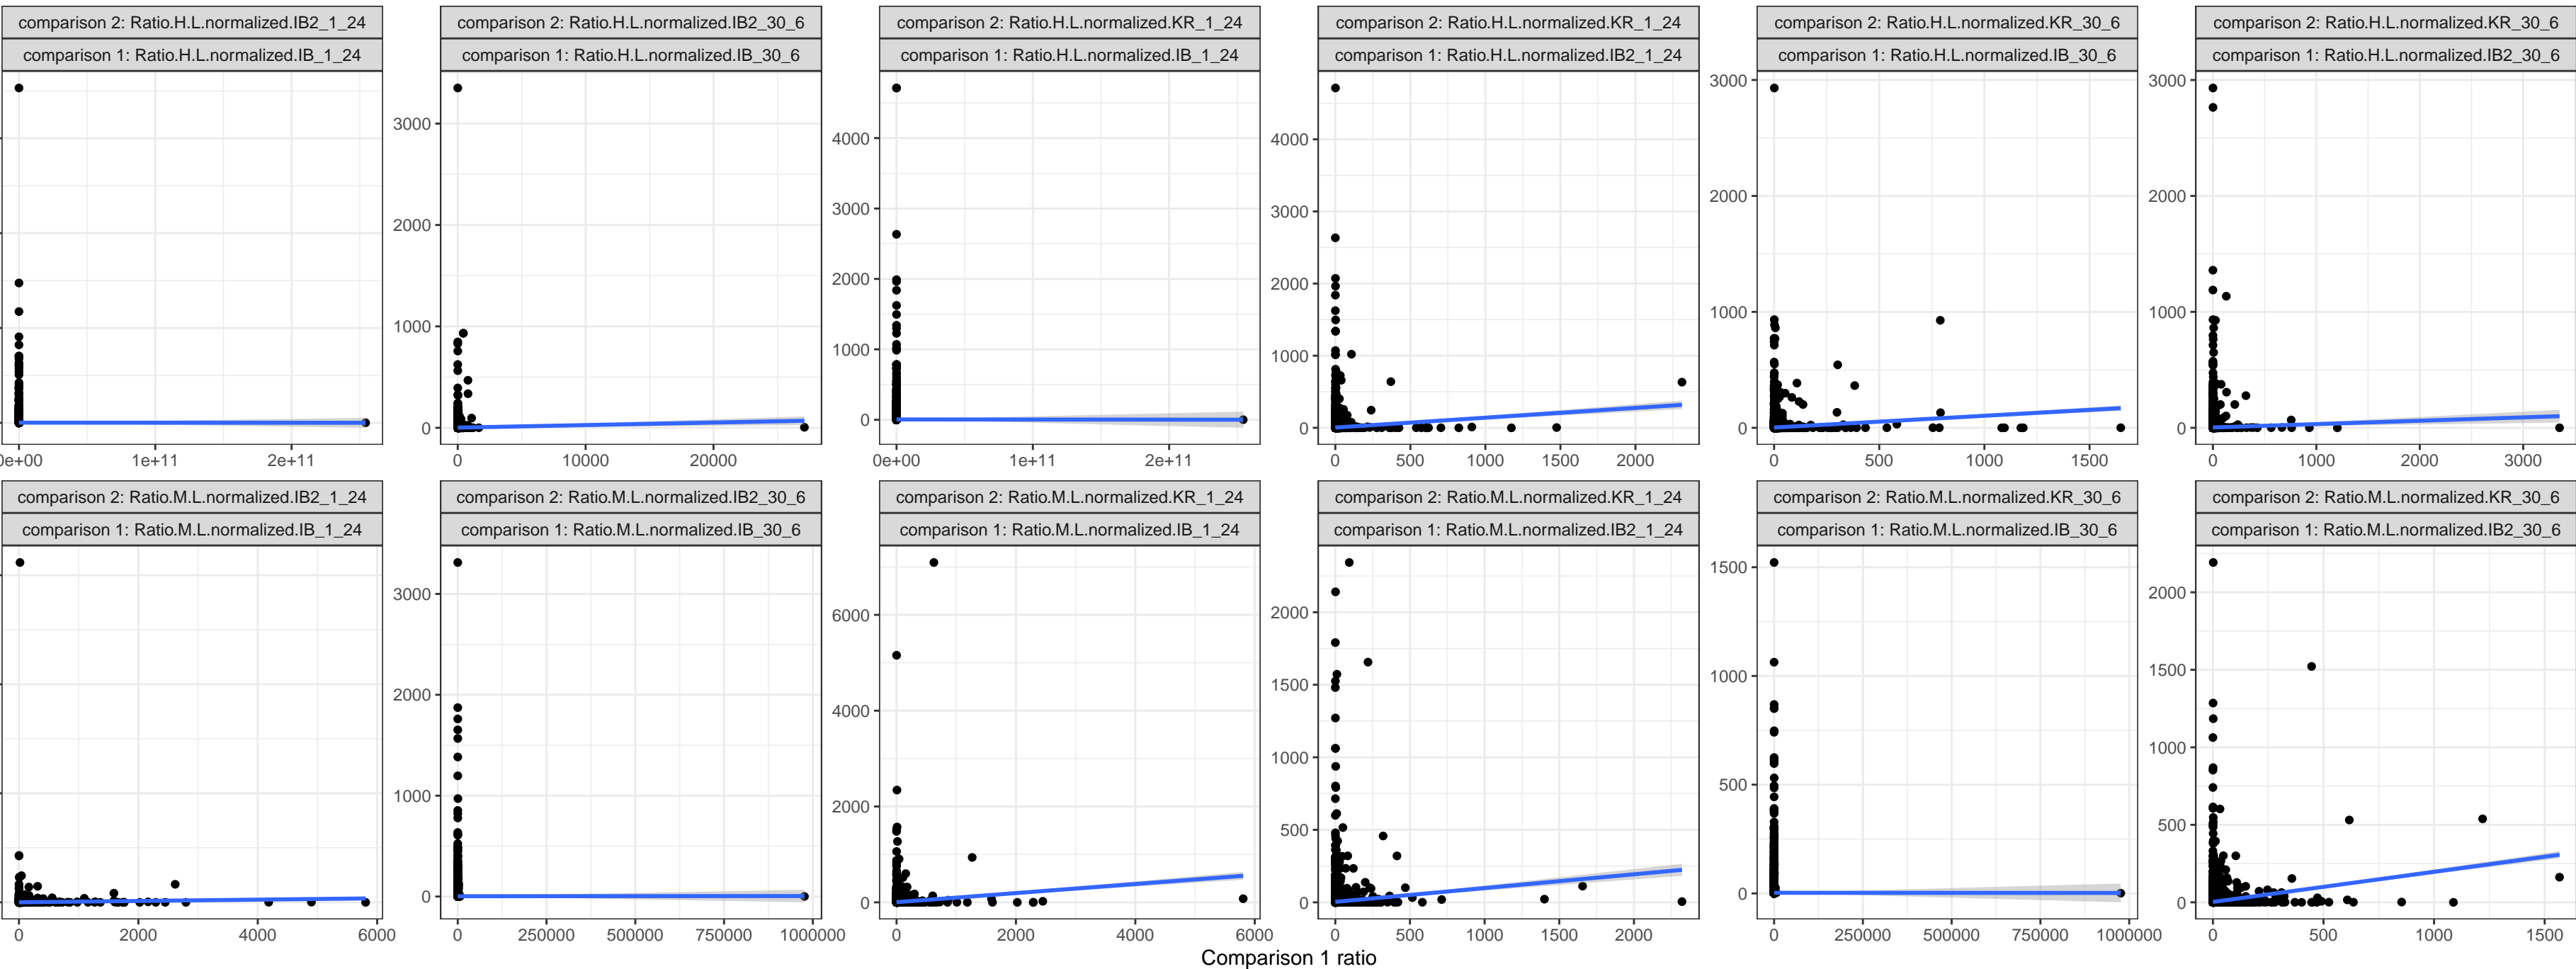 comparison 2: Ratio.H.L.normalized.IB2_1_24
comparison 1: Ratio.H.L.normalized.IB_1_24
0e+00 1e+11 2e+11
comparison 2: Ratio.H.L.normalized.IB2_30_6
comparison 1: Ratio.H.L.normalized.IB_30_6
3000
2000
1000
0
0 10000 20000
comparison 2: Ratio.H.L.normalized.KR_1_24
comparison 1: Ratio.H.L.normalized.IB_1_24
4000
3000
2000
1000
0
0e+00 1e+11 2e+11
comparison 2: Ratio.H.L.normalized.KR_1_24
comparison 1: Ratio.H.L.normalized.IB2_1_24
4000
3000
2000
1000
0
0 500 1000 1500 2000
comparison 2: Ratio.H.L.normalized.KR_30_6
comparison 1: Ratio.H.L.normalized.IB_30_6
3000
2000
1000
0
0 500 1000 1500
comparison 2: Ratio.H.L.normalized.KR_30_6
comparison 1: Ratio.H.L.normalized.IB2_30_6
3000
2000
1000
0
0 1000 2000 3000
comparison 2: Ratio.M.L.normalized.IB2_1_24
comparison 1: Ratio.M.L.normalized.IB_1_24
0 2000 4000 6000
comparison 2: Ratio.M.L.normalized.IB2_30_6
comparison 1: Ratio.M.L.normalized.IB_30_6
3000
2000
1000
0
0 250000 500000 750000 1000000
comparison 2: Ratio.M.L.normalized.KR_1_24
comparison 1: Ratio.M.L.normalized.IB_1_24
6000
4000
2000
0
0 2000 4000 6000
comparison 2: Ratio.M.L.normalized.KR_1_24
comparison 1: Ratio.M.L.normalized.IB2_1_24
2000
1500
1000
500
0
0 500 1000 1500 2000
comparison 2: Ratio.M.L.normalized.KR_30_6
comparison 1: Ratio.M.L.normalized.IB_30_6
1500
1000
500
0
0 250000 500000 750000 1000000
comparison 2: Ratio.M.L.normalized.KR_30_6
comparison 1: Ratio.M.L.normalized.IB2_30_6
2000
1500
1000
500
0
0 500 1000 1500
Comparison 1 ratio